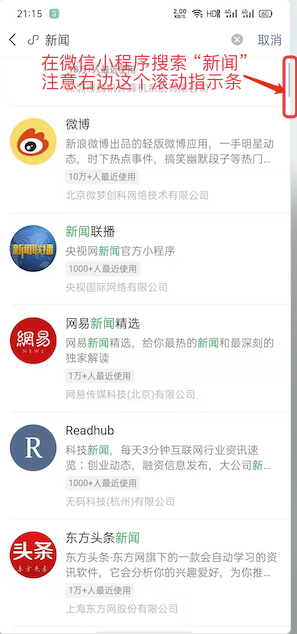 21:15
2.00 KB/S
HD
5G
5G
新闻
取消
在微信小程序搜索“新闻”
注意右边这个滚动指示条
微博
新浪微博出品的轻版微博应用，一手明星动
态，时下热点事件，搞笑幽默段子等热门…
10万+人最近使用
北京微梦创科网络技术有限公司
新闻联播
新闻联播
央视网新闻官方小程序
1000+人最近使用
央视国际网络有限公司
網易
NEWS
网易新闻精选
网易新闻精选，给你最热的新闻和最深刻的
独家解读
1万+人最近使用
网易传媒科技(北京)有限公司
R
Readhub
科技新闻，每天3分钟互联网行业资讯速
览：创业动态，融资信息发布，大公司新…
1000+人最近使用
无码科技(杭州)有限公司
头条
东方头条
东方头条新闻
东方头条-东方网旗下的一款会自动学习的资
讯软件，它会分析你的兴趣爱好，为你推…
1万+人最近使用
上海东方网股份有限公司